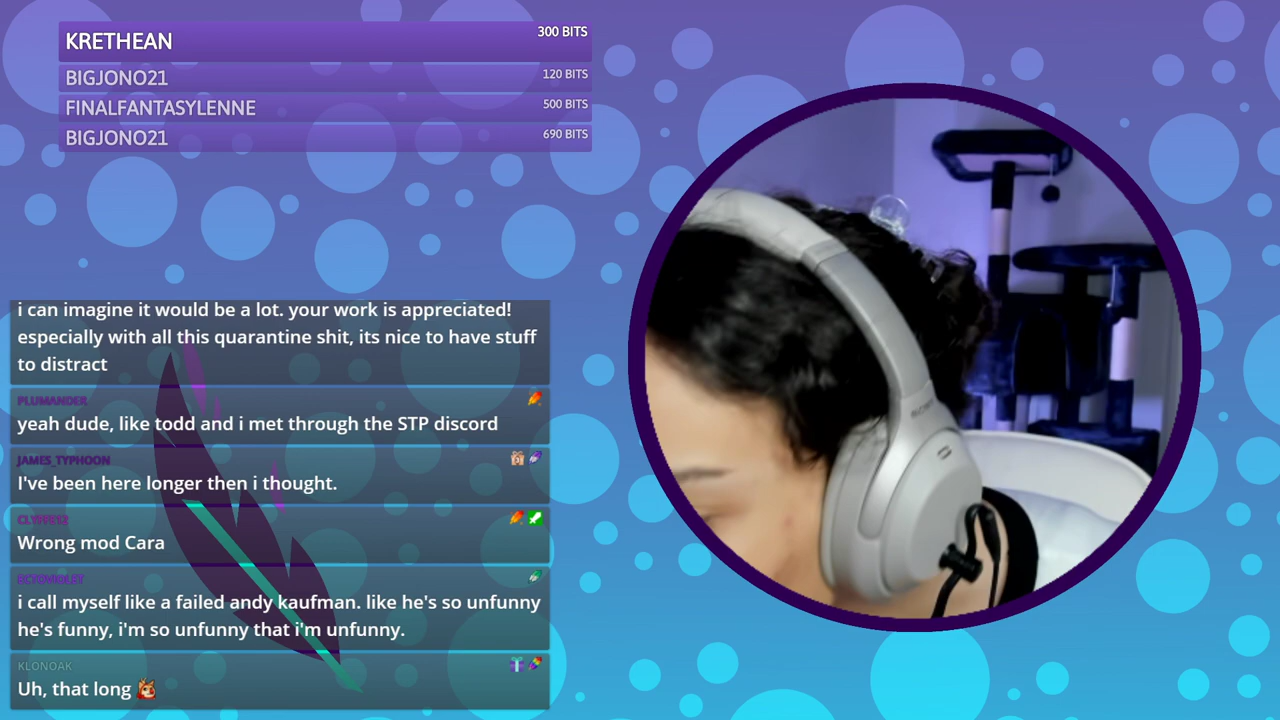 KRETHEAN
300 BITS
BIGJONO21
120 BITS
FINALFANTASYLENNE
500 BITS
BIGJONO21
690 BITS
i can imagine it would be a lot. your work is appreciated!
especially with all this quarantine shit, its nice to have stuff
to distract
PLUMANDER
yeah dude, like todd and i met through the STP discord
JAMES_TYPHOON
I've been here longer then i thought.
Wrong mod Cara
i call myself like a failed andy kaufman. like he's so unfunny
he's funny, i'm so unfunny that i'm unfunny.
KLONOAK
Uh, that long